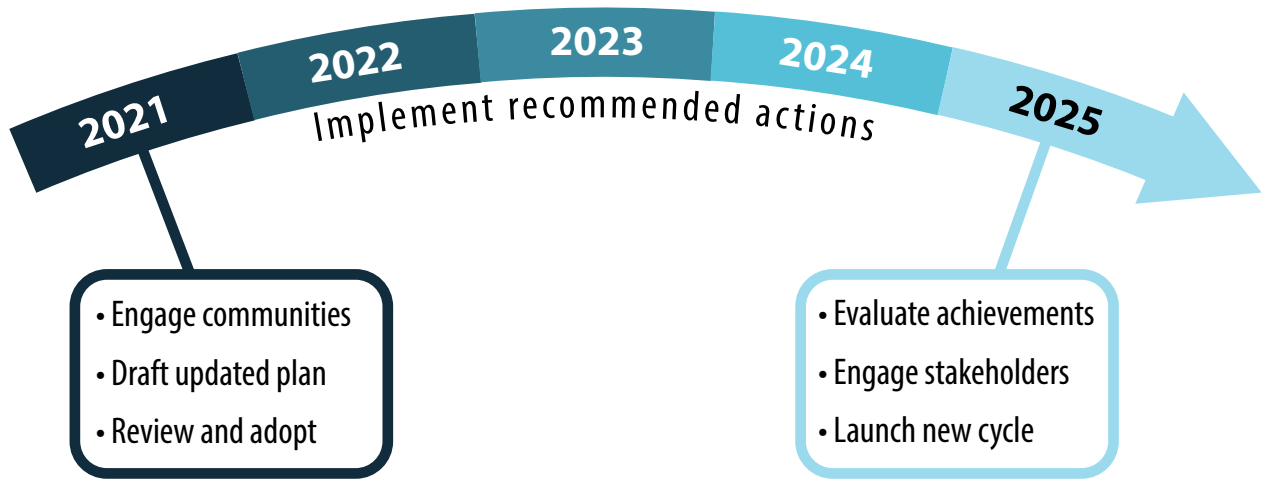 2021
2022
2023
2024
2025
Implement recommended actions
• Engage communities
• Draft updated plan
• Review and adopt
• Evaluate achievements
• Engage stakeholders
• Launch new cycle